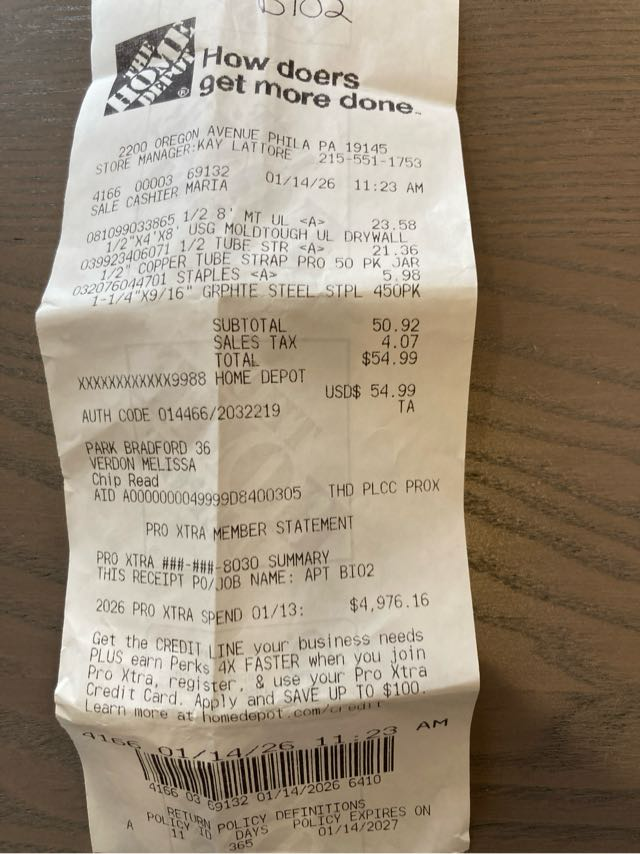 B102
THE
HOME
DEPOT
®
How doers
get more done™
2200 OREGON AVENUE PHILA PA 19145
STORE MANAGER:KAY LATTORE 215-551-1753
4166 00003 69132 01/14/26 11:23 AM
SALE CASHIER MARIA
081099033865 1/2 8' MT UL <A> 23.58
1/2"X4'X8' USG MOLDTOUGH UL DRYWALL
039923406071 1/2 TUBE STR <A> 21.36
1/2" COPPER TUBE STRAP PRO 50 PK JAR
032076044701 STAPLES <A> 5.98
1-1/4"X9/16" GRPHTE STEEL STPL 450PK
SUBTOTAL 50.92
SALES TAX 4.07
TOTAL $54.99
XXXXXXXXXXXX9988 HOME DEPOT
USD$ 54.99
AUTH CODE 014466/2032219 TA
PARK BRADFORD 36
VERDON MELISSA
Chip Read
AID A0000000049999D8400305 THD PLCC PROX
PRO XTRA MEMBER STATEMENT
PRO XTRA ###-###-8030 SUMMARY
THIS RECEIPT PO/JOB NAME: APT BIO2
2026 PRO XTRA SPEND 01/13: $4,976.16
Get the CREDIT LINE your business needs
PLUS earn Perks 4X FASTER when you join
Pro Xtra, register, & use your Pro Xtra
Credit Card. Apply and SAVE UP TO $100.
Learn more at homedepot.com/credit
4166 01/14/26 11:23 AM
4166 03 69132 01/14/2026 6410
RETURN POLICY DEFINITIONS
POLICY ID DAYS POLICY EXPIRES ON
A 11 365 01/14/2027